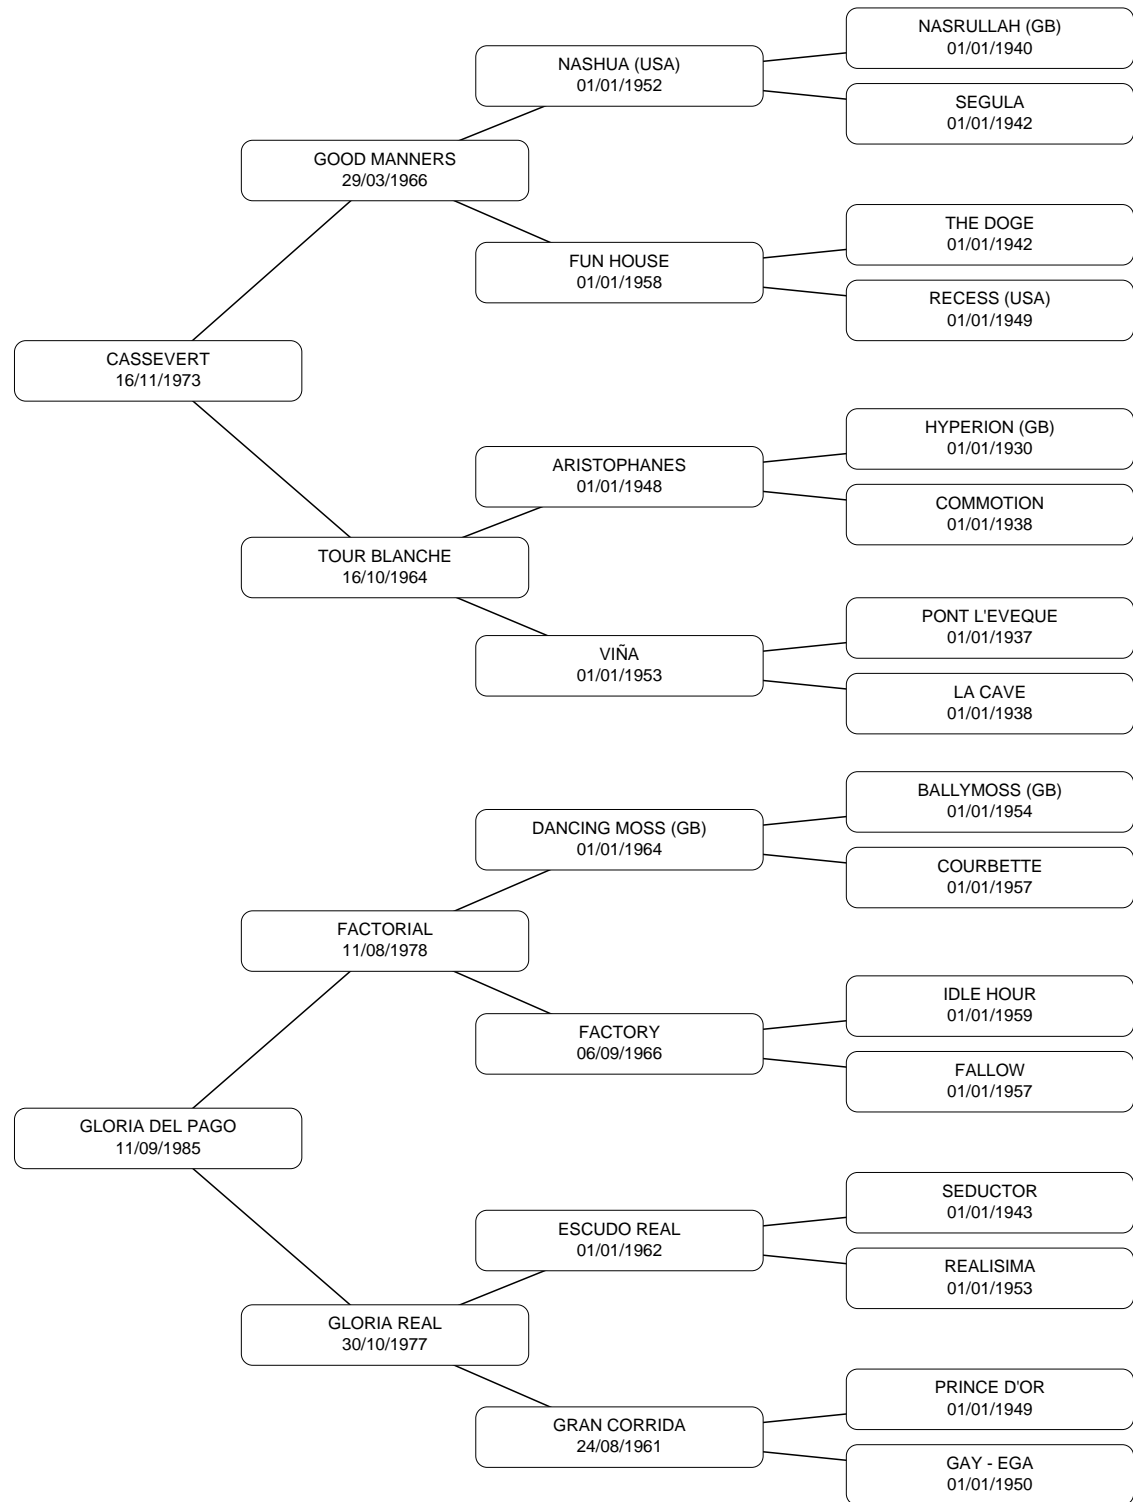 NASRULLAH (GB)
01/01/1940
NASHUA (USA)
01/01/1952
SEGULA
01/01/1942
GOOD MANNERS
29/03/1966
THE DOGE
01/01/1942
FUN HOUSE
01/01/1958
RECESS (USA)
01/01/1949
CASSEVERT
16/11/1973
HYPERION (GB)
01/01/1930
ARISTOPHANES
01/01/1948
COMMOTION
01/01/1938
TOUR BLANCHE
16/10/1964
PONT L'EVEQUE
01/01/1937
VIÑA
01/01/1953
LA CAVE
01/01/1938
BALLYMOSS (GB)
01/01/1954
DANCING MOSS (GB)
01/01/1964
COURBETTE
01/01/1957
FACTORIAL
11/08/1978
IDLE HOUR
01/01/1959
FACTORY
06/09/1966
FALLOW
01/01/1957
GLORIA DEL PAGO
11/09/1985
SEDUCTOR
01/01/1943
ESCUDO REAL
01/01/1962
REALISIMA
01/01/1953
GLORIA REAL
30/10/1977
PRINCE D'OR
01/01/1949
GRAN CORRIDA
24/08/1961
GAY - EGA
01/01/1950